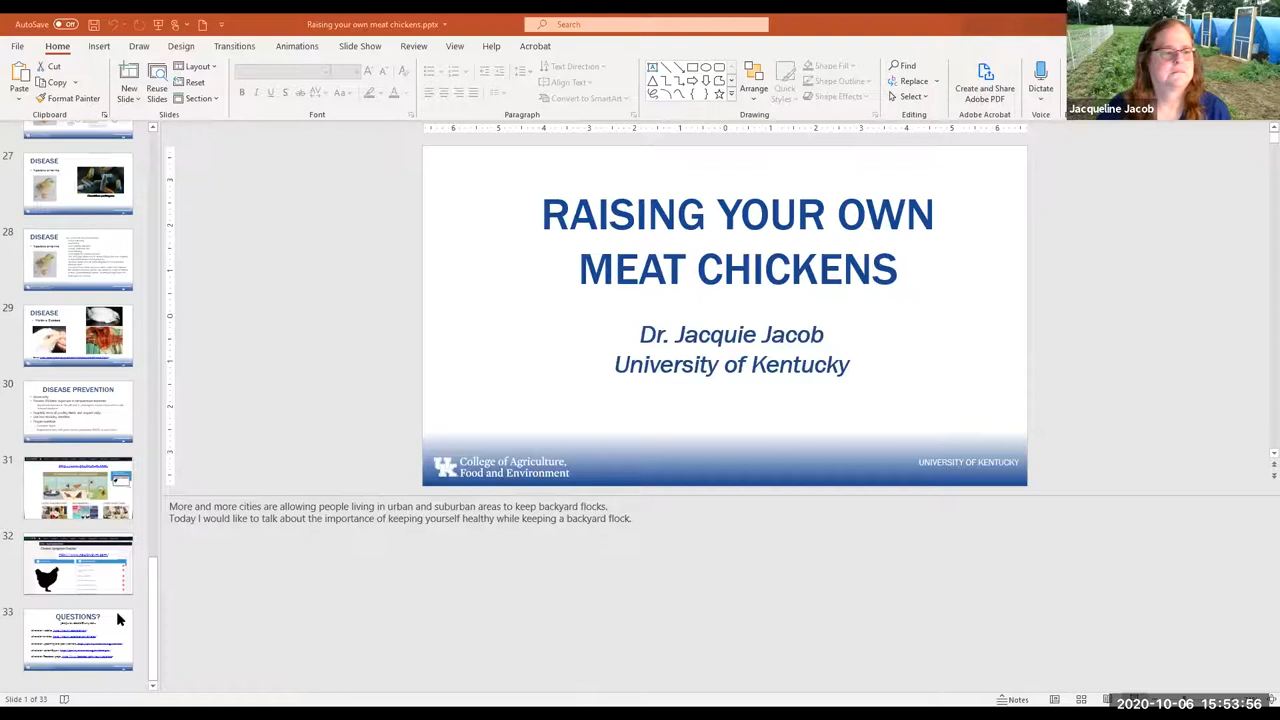 AutoSave Off
Raising your own meat chickens.pptx
Search
File Home Insert Draw Design Transitions Animations Slide Show Review View Help Acrobat
Paste
Cut
Copy
Format Painter
Clipboard
New Slide
Reuse Slides
Layout
Reset
Section
Slides
Font
Text Direction
Align Text
Convert to SmartArt
Paragraph
Arrange
Quick Styles
Shape Fill
Shape Outline
Shape Effects
Drawing
Find
Replace
Select
Editing
Create and Share
Adobe PDF
Adobe Acrobat
Dictate
Voice
Jacqueline Jacob
27
DISEASE
28
DISEASE
29
DISEASE
30
DISEASE PREVENTION
31
32
33
QUESTIONS?
RAISING YOUR OWN
MEAT CHICKENS
Dr. Jacquie Jacob
University of Kentucky
UK College of Agriculture,
Food and Environment
UNIVERSITY OF KENTUCKY
More and more cities are allowing people living in urban and suburban areas to keep backyard flocks.
Today I would like to talk about the importance of keeping yourself healthy while keeping a backyard flock.
Slide 1 of 33
Notes
2020-10-06 15:53:56